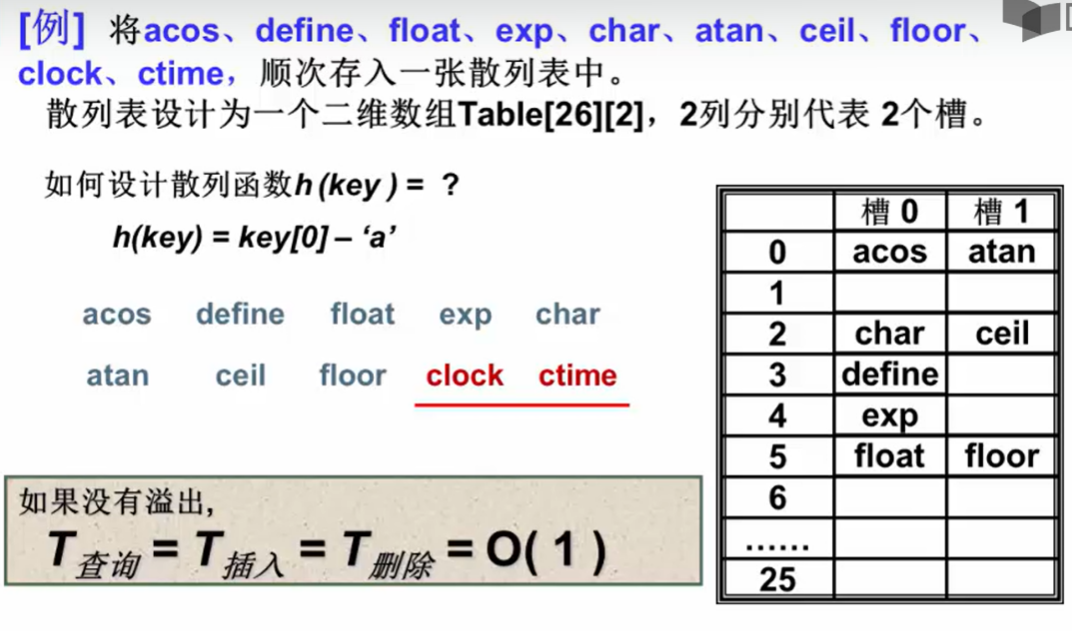 [例] 将acos、define、float、exp、char、atan、ceil、floor、
clock、ctime，顺次存入一张散列表中。
散列表设计为一个二维数组Table[26][2]，2列分别代表 2个槽。
如何设计散列函数h (key ) = ？
h(key) = key[0] – ‘a’
acos define float exp char
atan ceil floor clock ctime
如果没有溢出,
T 查询 = T 插入 = T 删除 = O( 1 )
槽 0 槽 1
0 acos atan
1
2 char ceil
3 define
4 exp
5 float floor
6
······
25